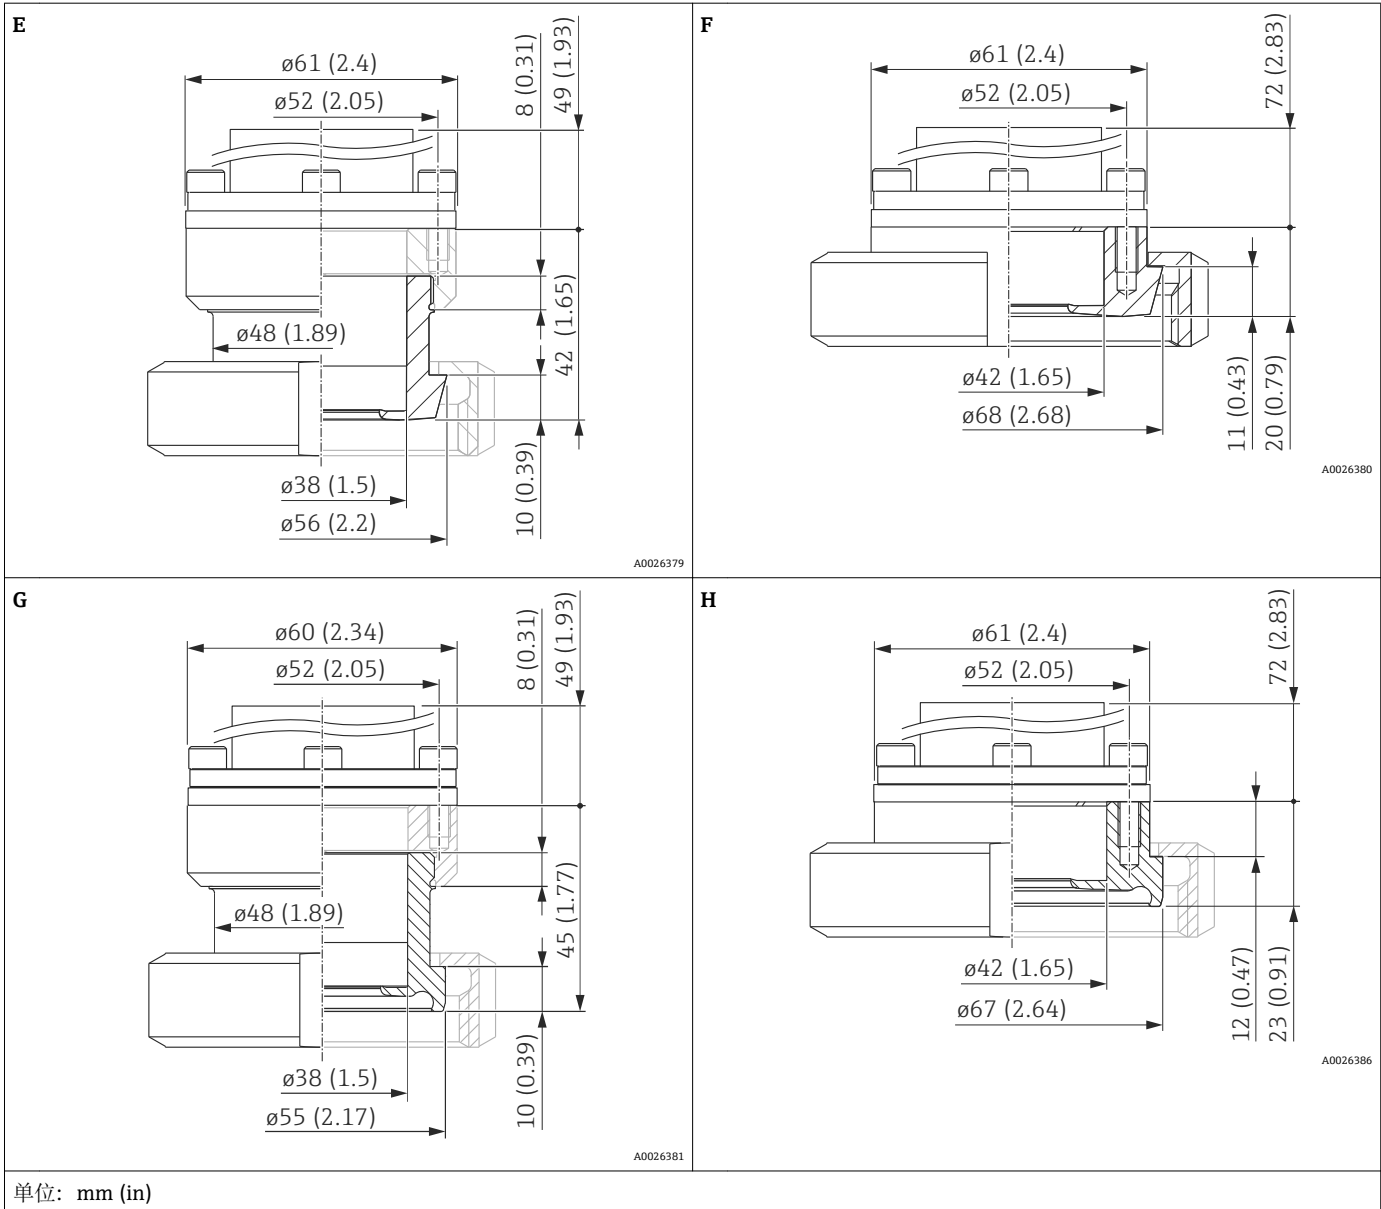 E
ø61 (2.4)
ø52 (2.05)
8 (0.31)
49 (1.93)
ø48 (1.89)
42 (1.65)
ø38 (1.5)
ø56 (2.2)
10 (0.39)
A0026379
F
ø61 (2.4)
ø52 (2.05)
72 (2.83)
ø42 (1.65)
ø68 (2.68)
11 (0.43)
20 (0.79)
A0026380
G
ø60 (2.34)
ø52 (2.05)
8 (0.31)
49 (1.93)
ø48 (1.89)
45 (1.77)
ø38 (1.5)
ø55 (2.17)
10 (0.39)
A0026381
H
ø61 (2.4)
ø52 (2.05)
72 (2.83)
ø42 (1.65)
ø67 (2.64)
12 (0.47)
23 (0.91)
A0026386
单位: mm (in)